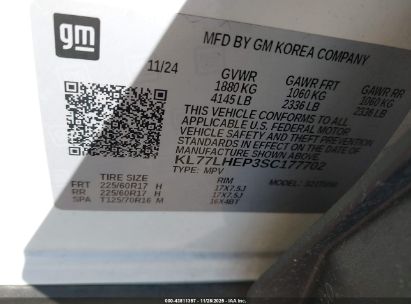 gm
MFD BY GM KOREA COMPANY
11/24
GVWR GAWR FRT GAWR RR
1880 KG 1060 KG 1060 KG
4145 LB 2336 LB 2336 LB
THIS VEHICLE CONFORMS TO ALL
APPLICABLE U.S. FEDERAL MOTOR
VEHICLE SAFETY AND THEFT
PREVENTION STANDARDS IN EFFECT
ON THE DATE OF MANUFACTURE
SHOWN ABOVE.
KL77LHEP3SC177702
TYPE: MPV MODEL:
TIRE SIZE RIM
FRT 225/60R17 H 17X7.5J
RR 225/60R17 H 17X7.5J
SPA T125/70R16 M 16X4BT